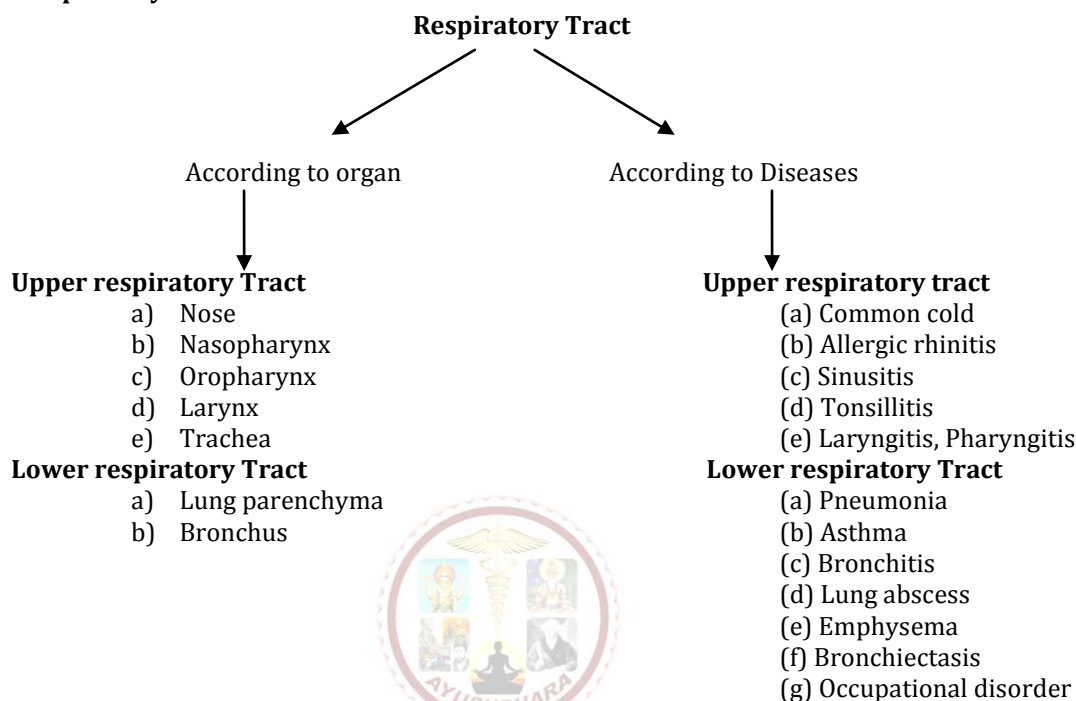 Respiratory Tract
According to organ
According to Diseases
Upper respiratory Tract
a) Nose
b) Nasopharynx
c) Oropharynx
d) Larynx
e) Trachea
Lower respiratory Tract
a) Lung parenchyma
b) Bronchus
Upper respiratory tract
(a) Common cold
(b) Allergic rhinitis
(c) Sinusitis
(d) Tonsillitis
(e) Laryngitis, Pharyngitis
Lower respiratory Tract
(a) Pneumonia
(b) Asthma
(c) Bronchitis
(d) Lung abscess
(e) Emphysema
(f) Bronchiectasis
(g) Occupational disorder